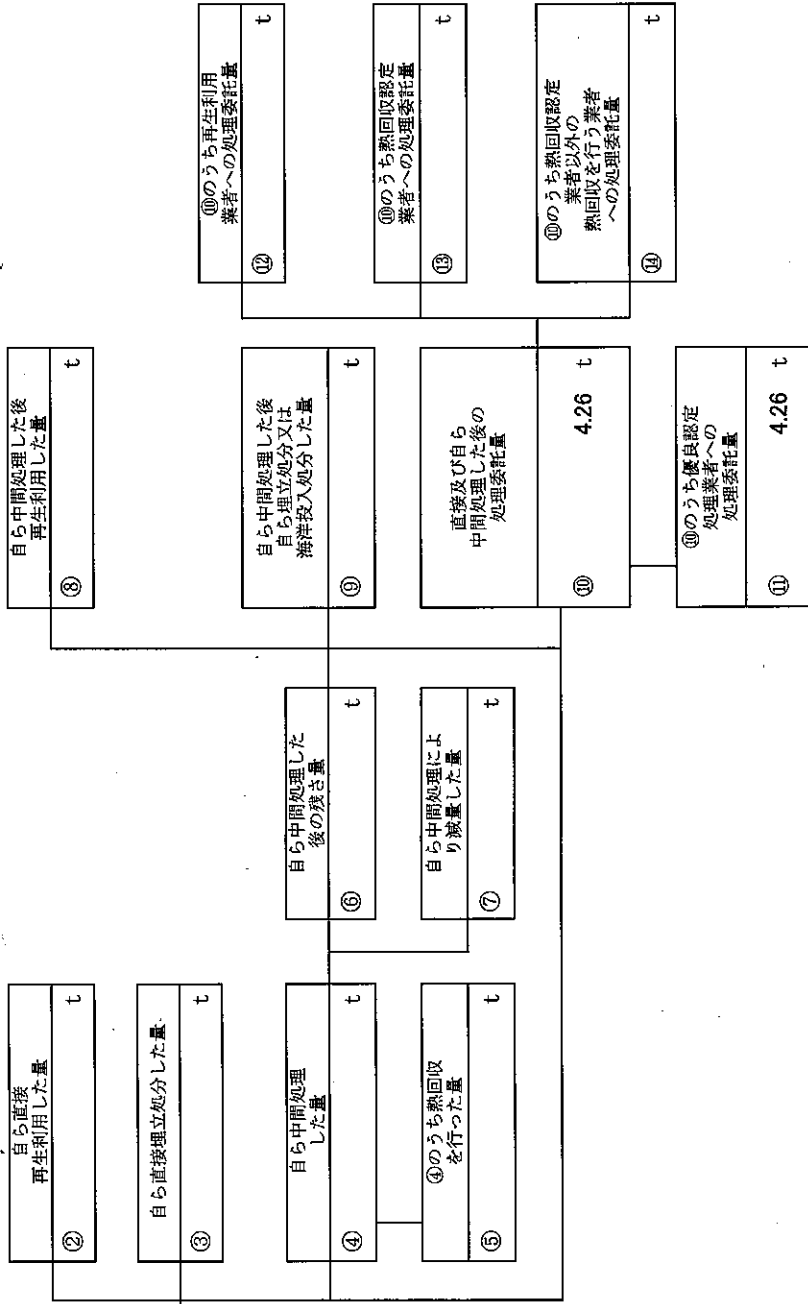 自ら直接
再生利用した量
② t
自ら直接埋立処分した量
③ t
自ら中間処理
した量
④ t
④のうち熱回収
を行った量
⑤ t
自ら中間処理した
後の残さ量
⑥ t
自ら中間処理によ
り減量した量
⑦ t
自ら中間処理した後
再生利用した量
⑧ t
自ら中間処理した後
自ら埋立処分又は
海洋投入処分した量
⑨ t
直接及び自ら
中間処理した後の
処理委託量
⑩ 4.26 t
⑩のうち優良認定
処理業者への
処理委託量
⑪ 4.26 t
⑩のうち再生利用
業者への処理委託量
⑫ t
⑩のうち熱回収認定
業者への処理委託量
⑬ t
⑩のうち熱回収認定
業者以外の
熱回収を行う業者
への処理委託量
⑭ t